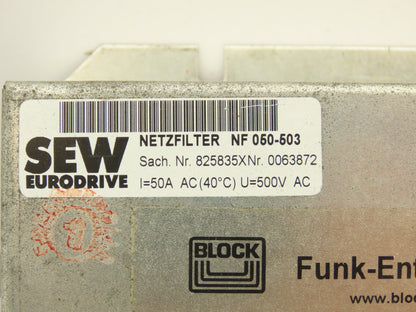 SEW
EURODRIVE
NETZFILTER NF 050-503
Sach. Nr. 825835XNr. 0063872
I=50A AC(40°C) U=500V AC
BLOCK
Funk-Ent
www.bloc